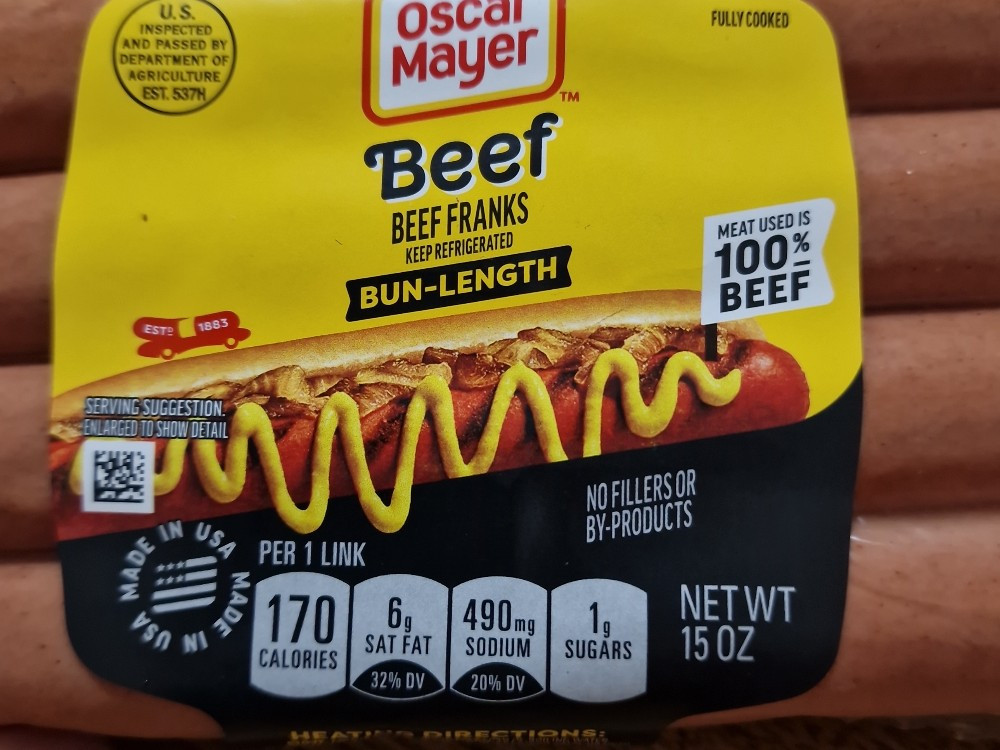 U.S.
INSPECTED
AND PASSED BY
DEPARTMENT OF
AGRICULTURE
EST. 537H
Oscar
Mayer
™
FULLY COOKED
Beef
BEEF FRANKS
KEEP REFRIGERATED
BUN-LENGTH
MEAT USED IS
100%
BEEF
ESTD 1883
SERVING SUGGESTION.
ENLARGED TO SHOW DETAIL
NO FILLERS OR
BY-PRODUCTS
MADE IN USA MADE IN USA
PER 1 LINK
170
CALORIES
6g
SAT FAT
32% DV
490mg
SODIUM
20% DV
1g
SUGARS
NET WT
15 OZ
HEATING DIRECTIONS: